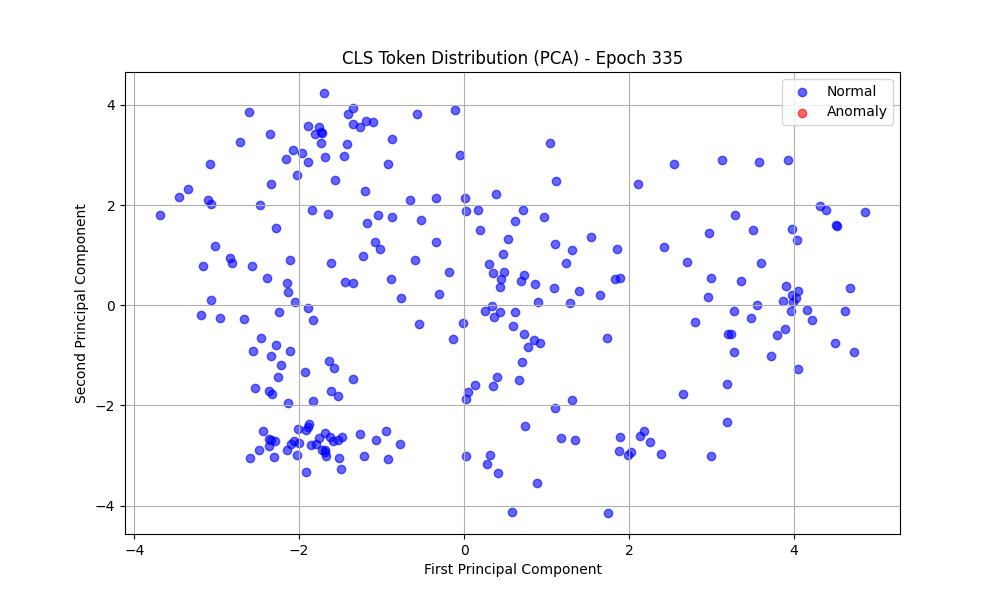 CLS Token Distribution (PCA) - Epoch 335
Normal
Anomaly
4
2
0
−2
−4
Second Principal Component
−4
−2
0
2
4
First Principal Component